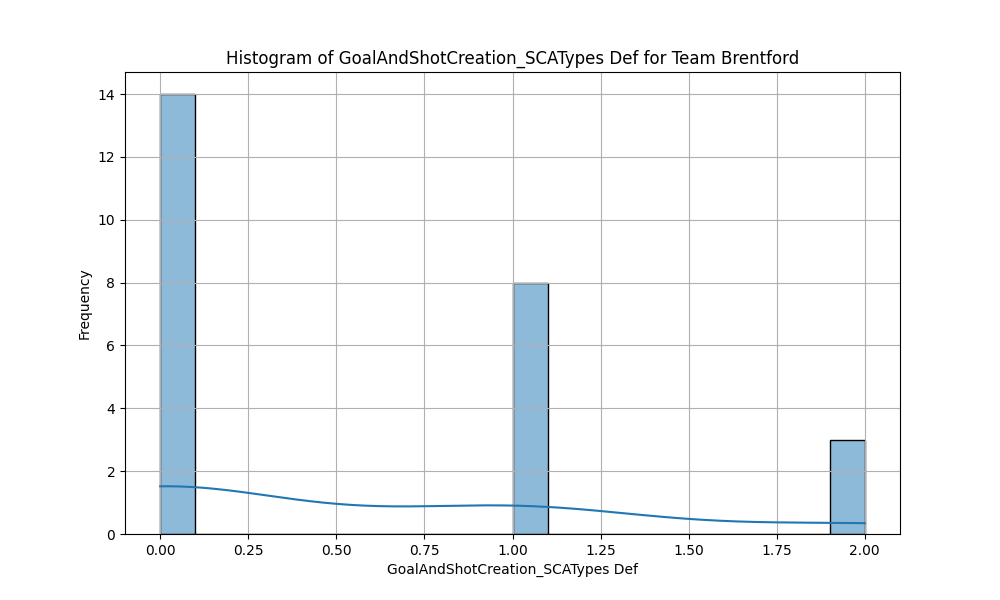 Histogram of GoalAndShotCreation_SCATypes Def for Team Brentford
14
12
10
8
6
4
2
0
Frequency
0.00 0.25 0.50 0.75 1.00 1.25 1.50 1.75 2.00
GoalAndShotCreation_SCATypes Def